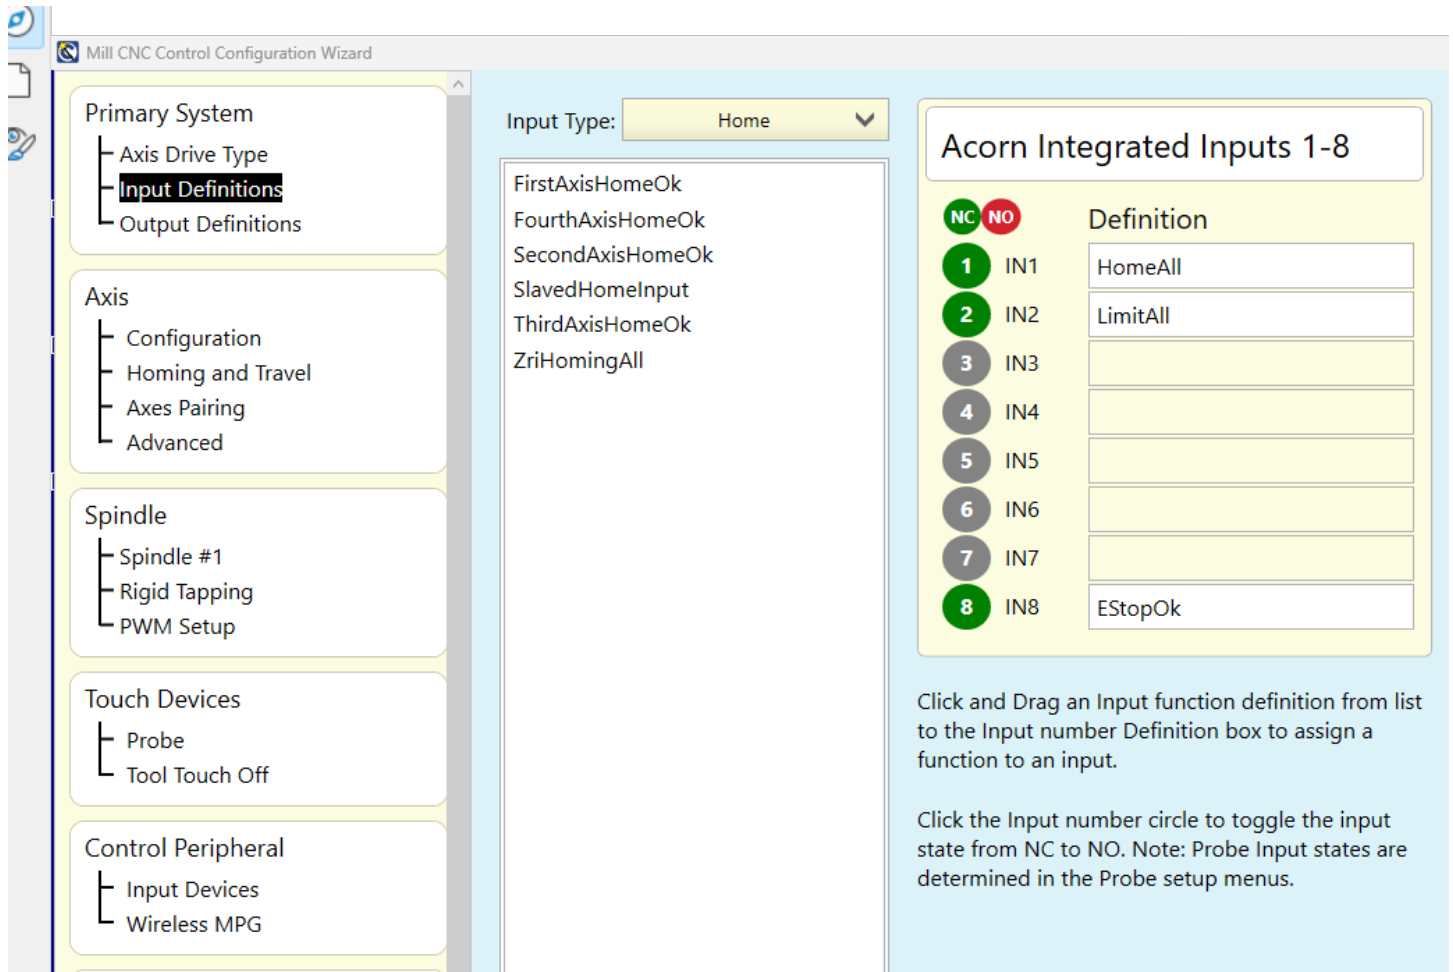 Mill CNC Control Configuration Wizard
Primary System
Axis Drive Type
Input Definitions
Output Definitions
Axis
Configuration
Homing and Travel
Axes Pairing
Advanced
Spindle
Spindle #1
Rigid Tapping
PWM Setup
Touch Devices
Probe
Tool Touch Off
Control Peripheral
Input Devices
Wireless MPG
Input Type: Home
FirstAxisHomeOk
FourthAxisHomeOk
SecondAxisHomeOk
SlavedHomeInput
ThirdAxisHomeOk
ZriHomingAll
Acorn Integrated Inputs 1-8
NC NO Definition
1 IN1 HomeAll
2 IN2 LimitAll
3 IN3
4 IN4
5 IN5
6 IN6
7 IN7
8 IN8 EStopOk
Click and Drag an Input function definition from list
to the Input number Definition box to assign a
function to an input.
Click the Input number circle to toggle the input
state from NC to NO. Note: Probe Input states are
determined in the Probe setup menus.